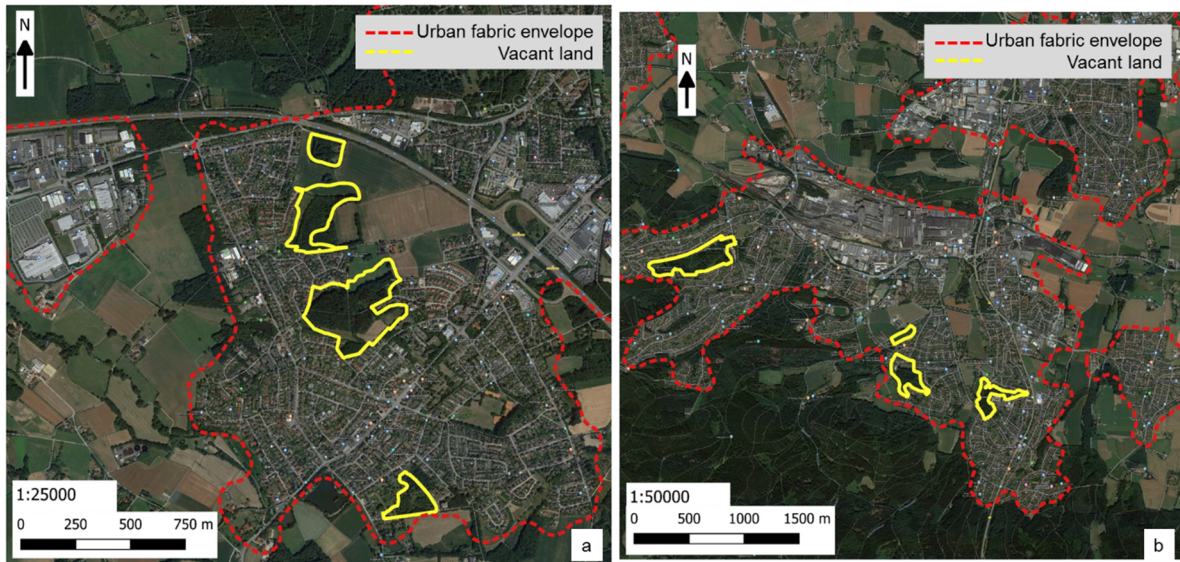 N
Urban fabric envelope
Vacant land
1:25000
0 250 500 750 m
a
N
Urban fabric envelope
Vacant land
1:50000
0 500 1000 1500 m
b